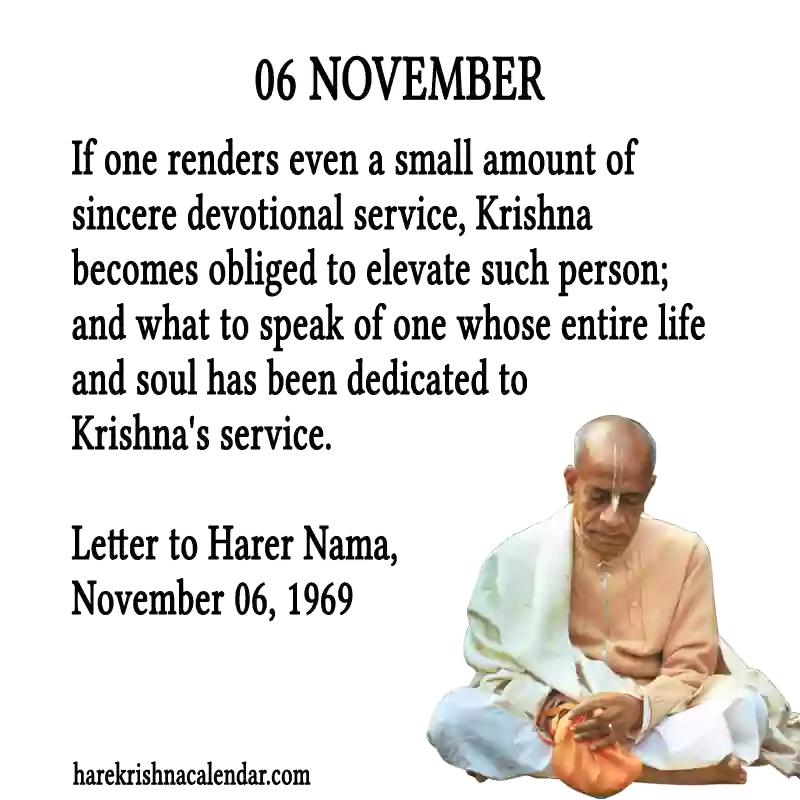 06 NOVEMBER
If one renders even a small amount of
sincere devotional service, Krishna
becomes obliged to elevate such person;
and what to speak of one whose entire life
and soul has been dedicated to
Krishna's service.
Letter to Harer Nama,
November 06, 1969
harekrishnacalendar.com